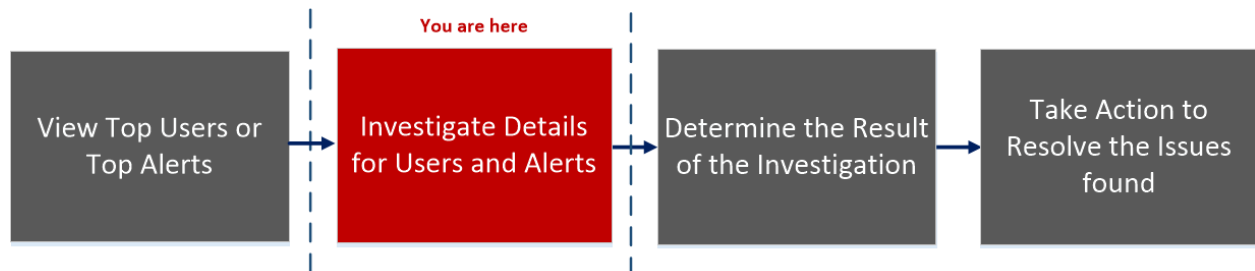 You are here
View Top Users or
Top Alerts
Investigate Details
for Users and Alerts
Determine the Result
of the Investigation
Take Action to
Resolve the Issues
found